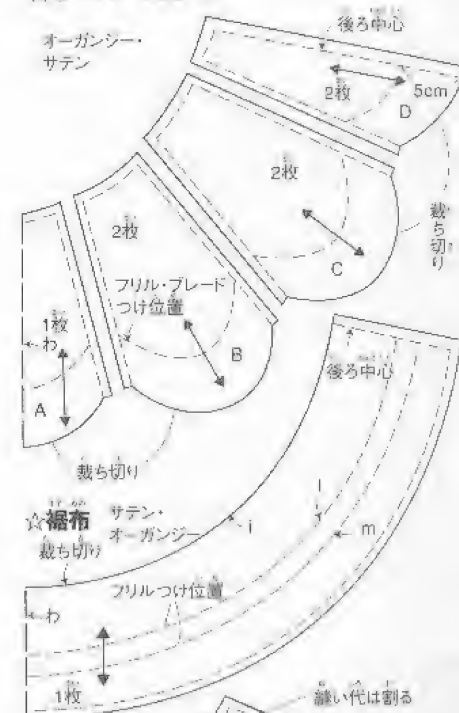 オーガンジー・
サテン
後ろ中心
2枚
5cm
D
2枚
C
裁ち切り
2枚
フリル・ブレード
つけ位置
B
1枚
わ
A
裁ち切り
後ろ中心
☆裾布
サテン・
オーガンジー
裁ち切り
i
l
m
フリルつけ位置
わ
1枚
縫い代は割る